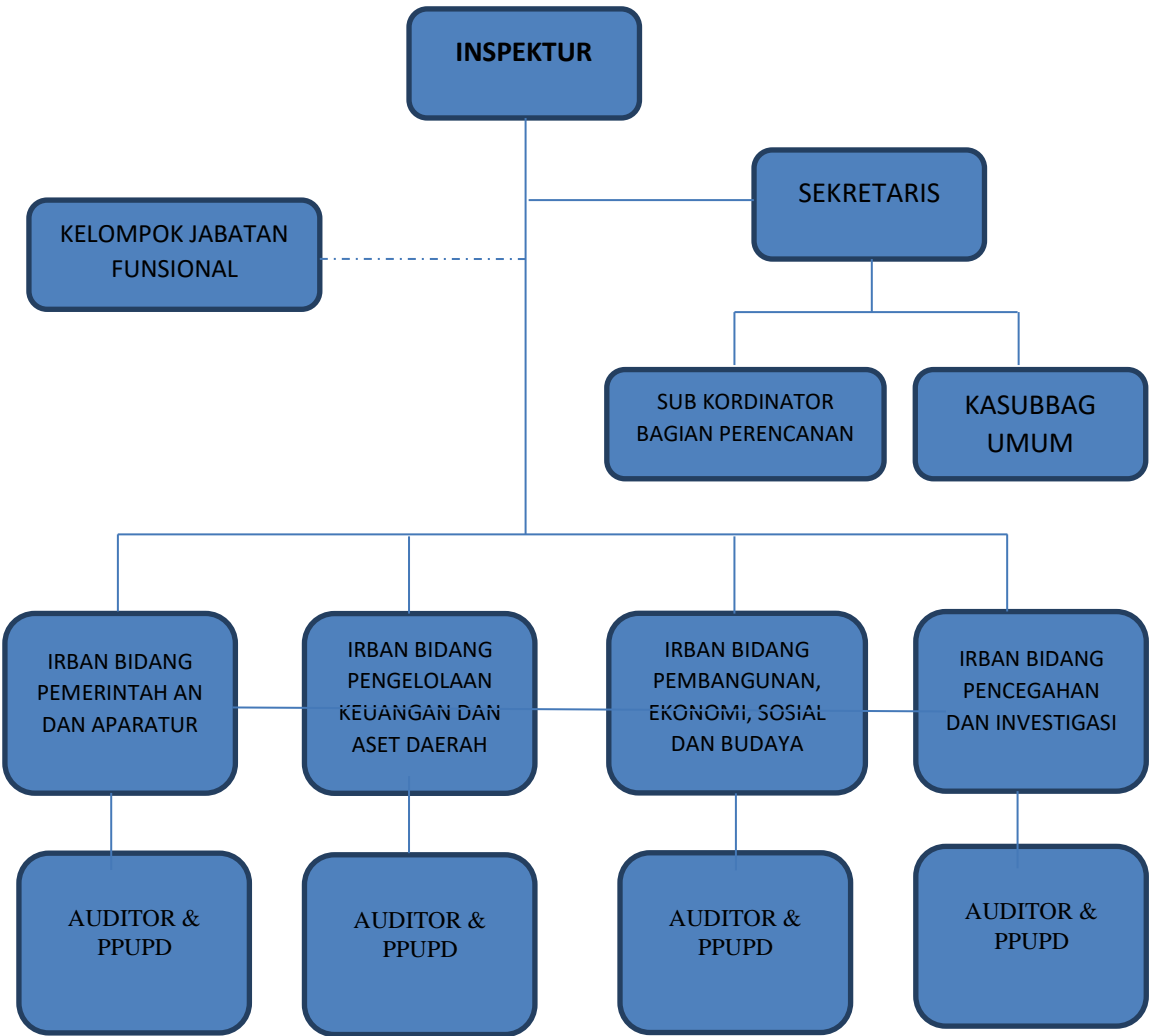 INSPEKTUR
SEKRETARIS
KELOMPOK JABATAN
FUNSIONAL
SUB KORDINATOR
BAGIAN PERENCANAN
KASUBBAG
UMUM
IRBAN BIDANG
PEMERINTAH AN
DAN APARATUR
IRBAN BIDANG
PENGELOLAAN
KEUANGAN DAN
ASET DAERAH
IRBAN BIDANG
PEMBANGUNAN,
EKONOMI, SOSIAL
DAN BUDAYA
IRBAN BIDANG
PENCEGAHAN
DAN INVESTIGASI
AUDITOR &
PPUPD
AUDITOR &
PPUPD
AUDITOR &
PPUPD
AUDITOR &
PPUPD